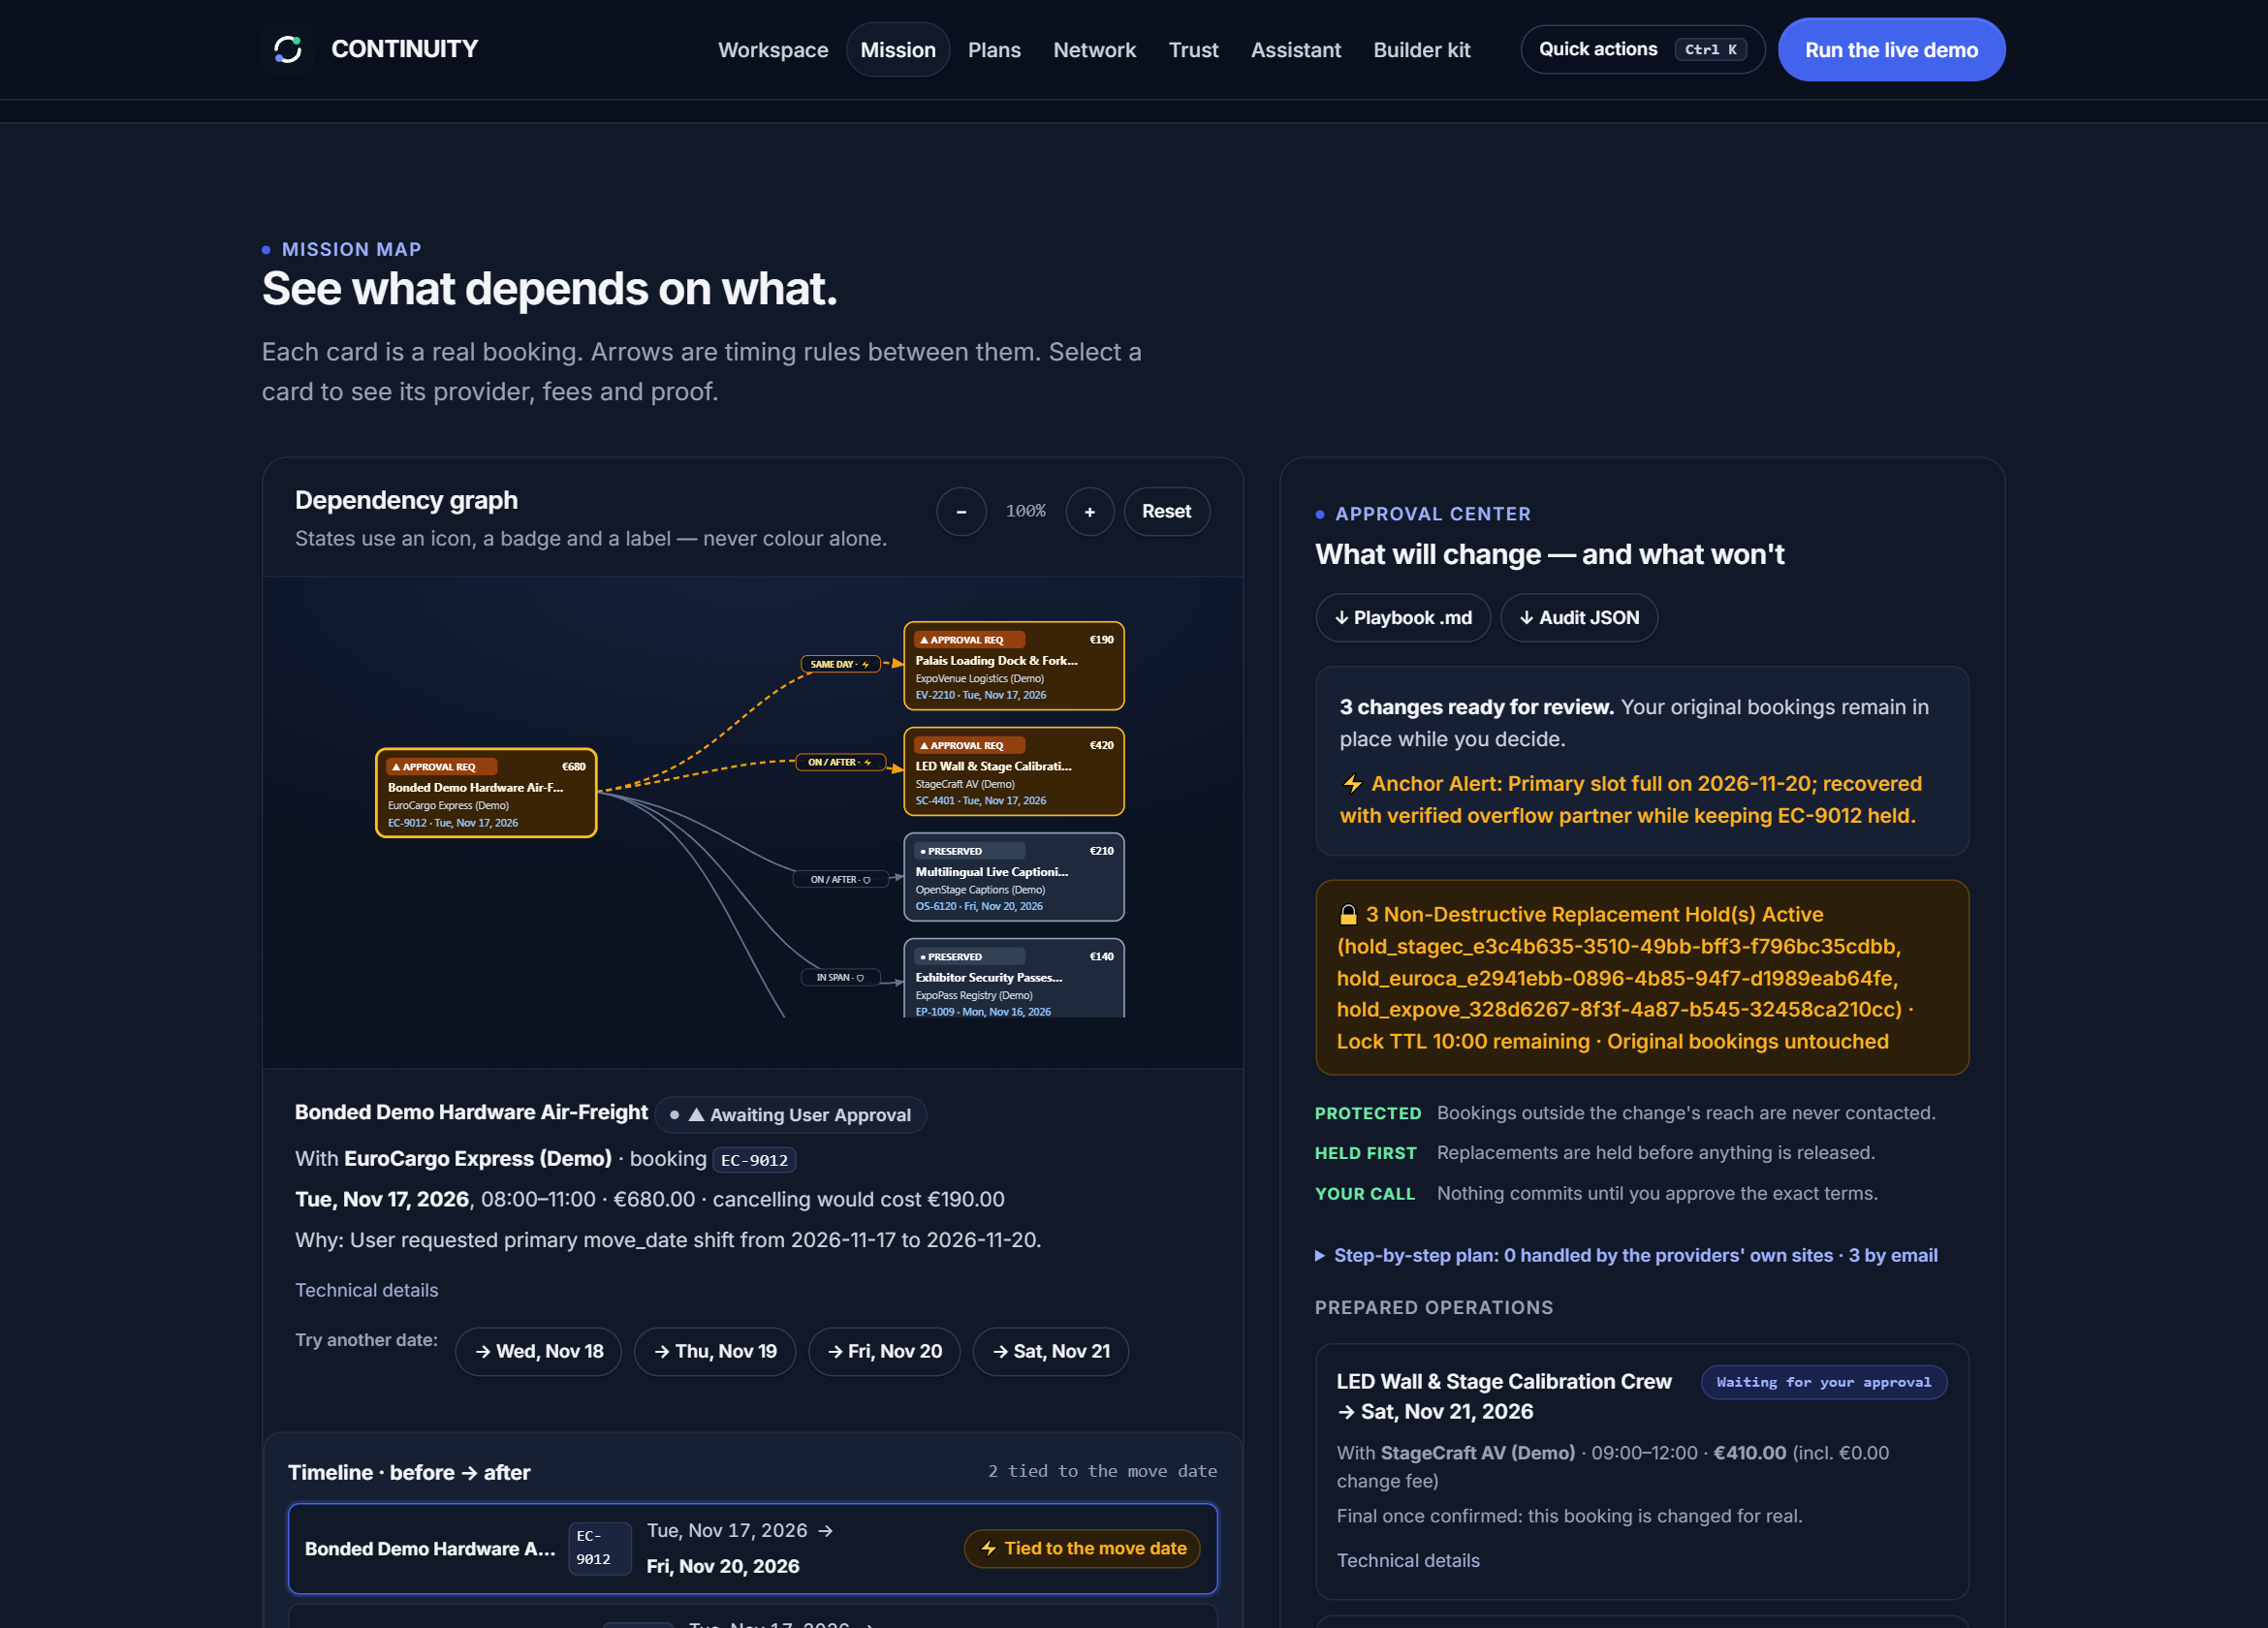 CONTINUITY
Workspace
Mission
Plans
Network
Trust
Assistant
Builder kit
Quick actions Ctrl K
Run the live demo
MISSION MAP
See what depends on what.
Each card is a real booking. Arrows are timing rules between them. Select a
card to see its provider, fees and proof.
Dependency graph
States use an icon, a badge and a label — never colour alone.
−
100%
+
Reset
▲ APPROVAL REQ €680
Bonded Demo Hardware Air-F...
EuroCargo Express (Demo)
EC-9012 · Tue, Nov 17, 2026
SAME DAY · ⚡
ON / AFTER · ⚡
ON / AFTER · 🛡
IN SPAN · 🛡
▲ APPROVAL REQ €190
Palais Loading Dock & Fork...
ExpoVenue Logistics (Demo)
EV-2210 · Tue, Nov 17, 2026
▲ APPROVAL REQ €420
LED Wall & Stage Calibrati...
StageCraft AV (Demo)
SC-4401 · Tue, Nov 17, 2026
● PRESERVED €210
Multilingual Live Captioni...
OpenStage Captions (Demo)
OS-6120 · Fri, Nov 20, 2026
● PRESERVED €140
Exhibitor Security Passes...
ExpoPass Registry (Demo)
EP-1009 · Mon, Nov 16, 2026
Bonded Demo Hardware Air-Freight ● ▲ Awaiting User Approval
With EuroCargo Express (Demo) · booking EC-9012
Tue, Nov 17, 2026, 08:00–11:00 · €680.00 · cancelling would cost €190.00
Why: User requested primary move_date shift from 2026-11-17 to 2026-11-20.
Technical details
Try another date: → Wed, Nov 18 → Thu, Nov 19 → Fri, Nov 20 → Sat, Nov 21
Timeline · before → after
2 tied to the move date
Bonded Demo Hardware A...
EC-
9012
Tue, Nov 17, 2026 →
Fri, Nov 20, 2026
⚡ Tied to the move date
Tue, Nov 17, 2026 →
APPROVAL CENTER
What will change — and what won't
↓ Playbook .md
↓ Audit JSON
3 changes ready for review. Your original bookings remain in
place while you decide.
⚡ Anchor Alert: Primary slot full on 2026-11-20; recovered
with verified overflow partner while keeping EC-9012 held.
🔒 3 Non-Destructive Replacement Hold(s) Active
(hold_stagec_e3c4b635-3510-49bb-bff3-f796bc35cdbb,
hold_euroca_e2941ebb-0896-4b85-94f7-d1989eab64fe,
hold_expove_328d6267-8f3f-4a87-b545-32458ca210cc) ·
Lock TTL 10:00 remaining · Original bookings untouched
PROTECTED Bookings outside the change's reach are never contacted.
HELD FIRST Replacements are held before anything is released.
YOUR CALL Nothing commits until you approve the exact terms.
▶ Step-by-step plan: 0 handled by the providers' own sites · 3 by email
PREPARED OPERATIONS
LED Wall & Stage Calibration Crew
→ Sat, Nov 21, 2026
Waiting for your approval
With StageCraft AV (Demo) · 09:00–12:00 · €410.00 (incl. €0.00
change fee)
Final once confirmed: this booking is changed for real.
Technical details